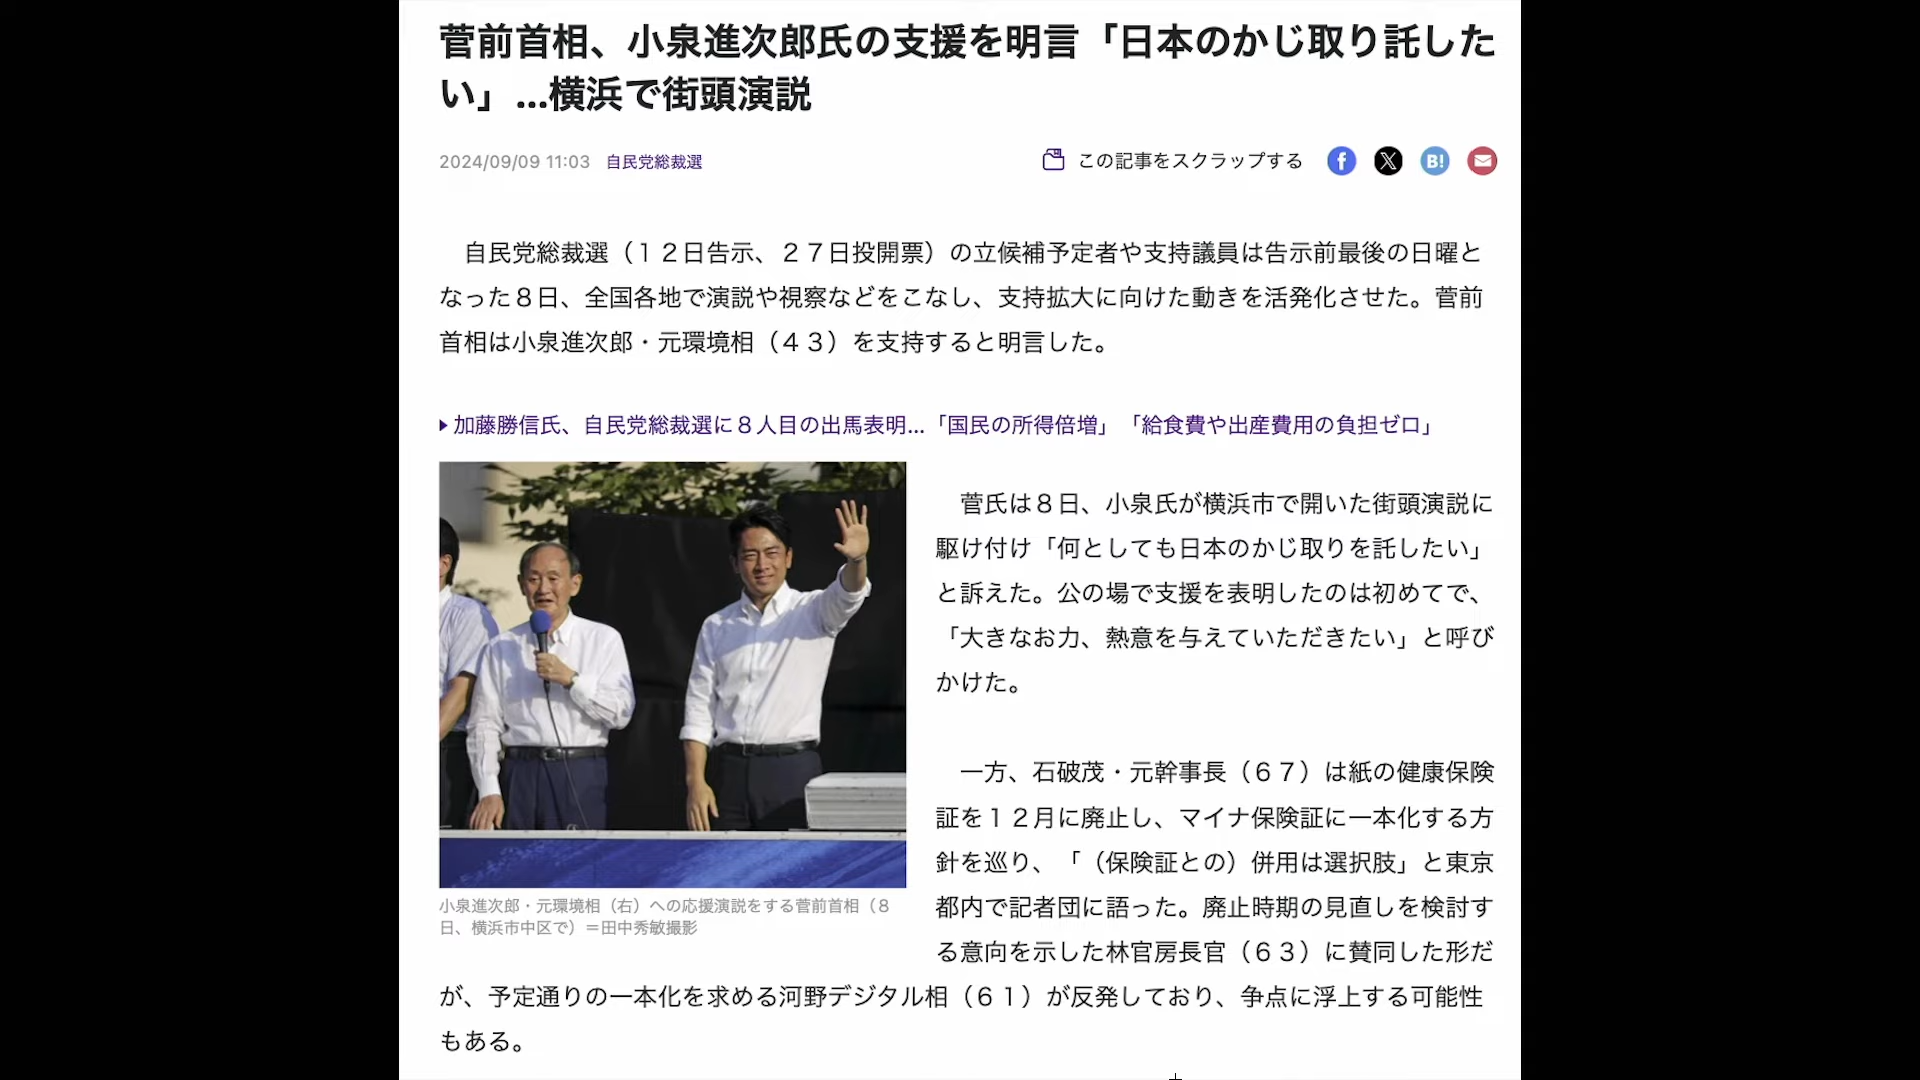 菅前首相、小泉進次郎氏の支援を明言「日本のかじ取り託した
い」…横浜で街頭演説
2024/09/09 11:03 自民党総裁選
この記事をスクラップする
f X B! 
自民党総裁選（１２日告示、２７日投開票）の立候補予定者や支持議員は告示前最後の日曜と
なった８日、全国各地で演説や視察などをこなし、支持拡大に向けた動きを活発化させた。菅前
首相は小泉進次郎・元環境相（４３）を支持すると明言した。
加藤勝信氏、自民党総裁選に８人目の出馬表明…「国民の所得倍増」「給食費や出産費用の負担ゼロ」
菅氏は８日、小泉氏が横浜市で開いた街頭演説に
駆け付け「何としても日本のかじ取りを託したい」
と訴えた。公の場で支援を表明したのは初めてで、
「大きなお力、熱意を与えていただきたい」と呼び
かけた。
小泉進次郎・元環境相（右）への応援演説をする菅前首相（８
日、横浜市中区で）＝田中秀敏撮影
一方、石破茂・元幹事長（６７）は紙の健康保険
証を１２月に廃止し、マイナ保険証に一本化する方
針を巡り、「（保険証との）併用は選択肢」と東京
都内で記者団に語った。廃止時期の見直しを検討す
る意向を示した林官房長官（６３）に賛同した形だ
が、予定通りの一本化を求める河野デジタル相（６１）が反発しており、争点に浮上する可能性
もある。